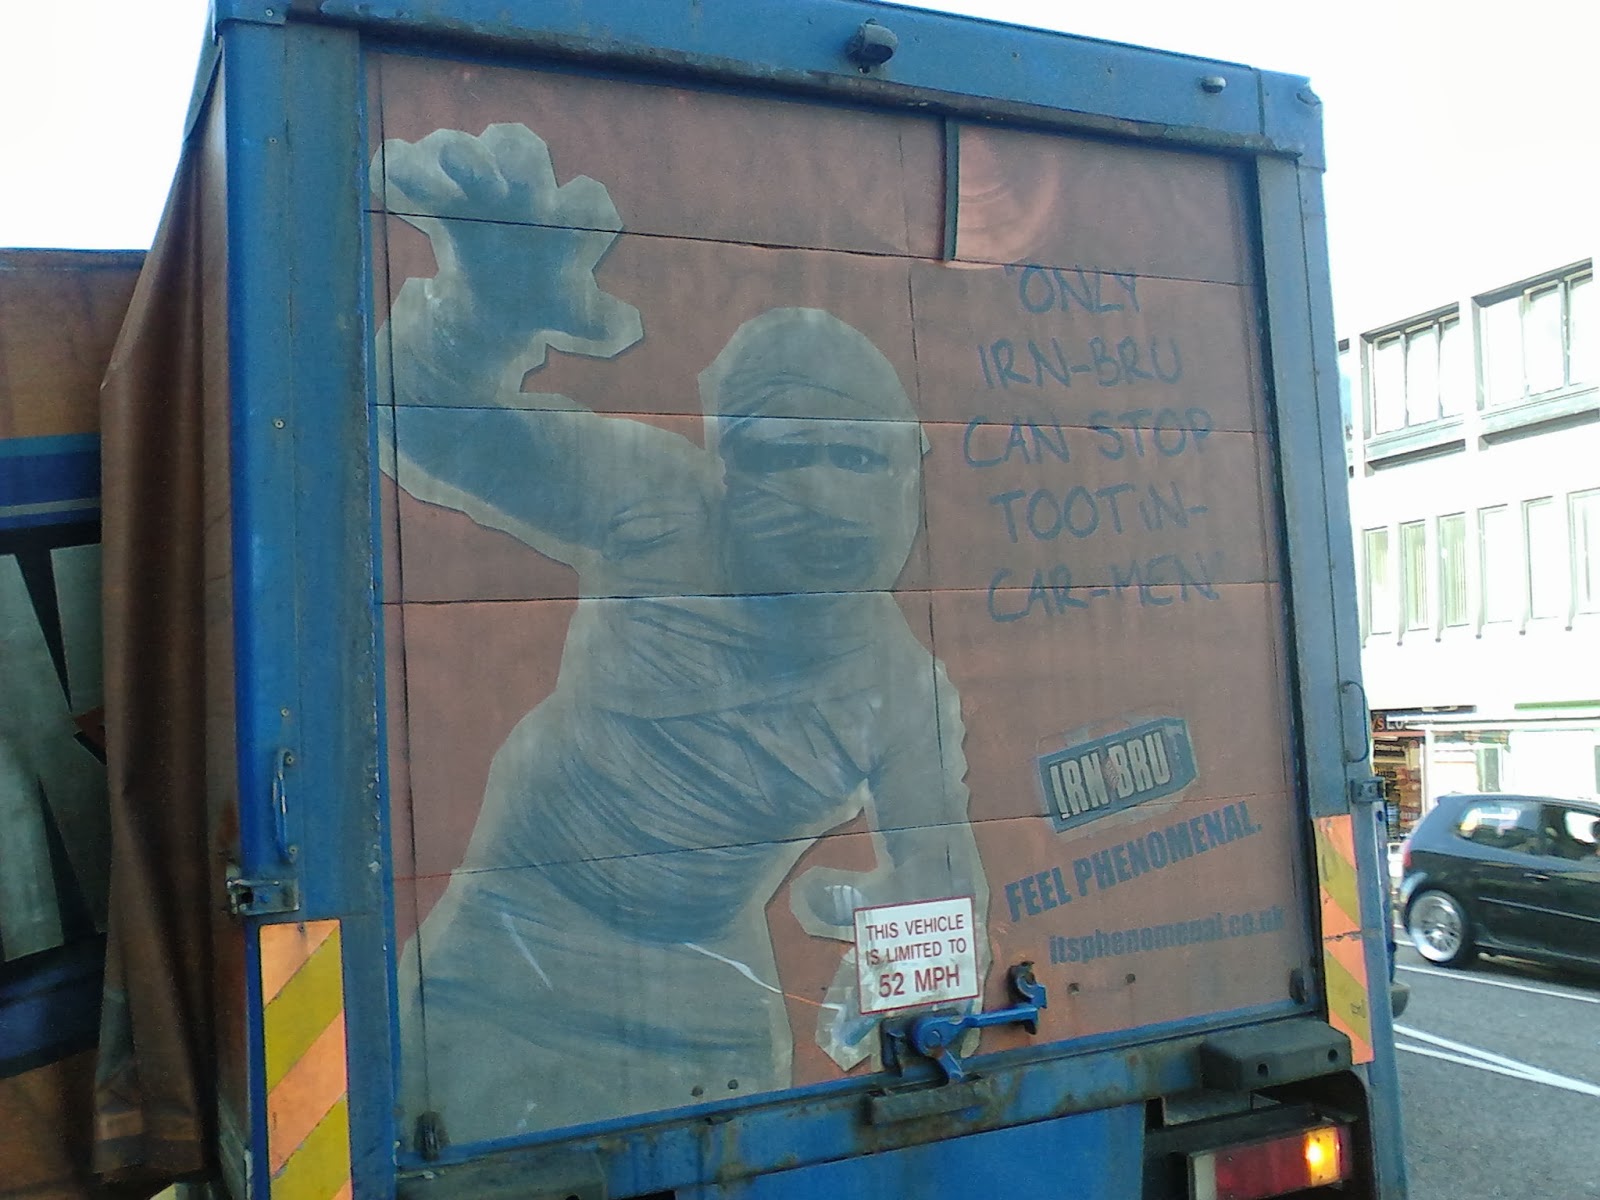 "ONLY
IRN-BRU
CAN STOP
TOOTIN-
CAR-MEN!"
IRN-BRU
FEEL PHENOMENAL.
itsphenomenal.co.uk
THIS VEHICLE
IS LIMITED TO
52 MPH